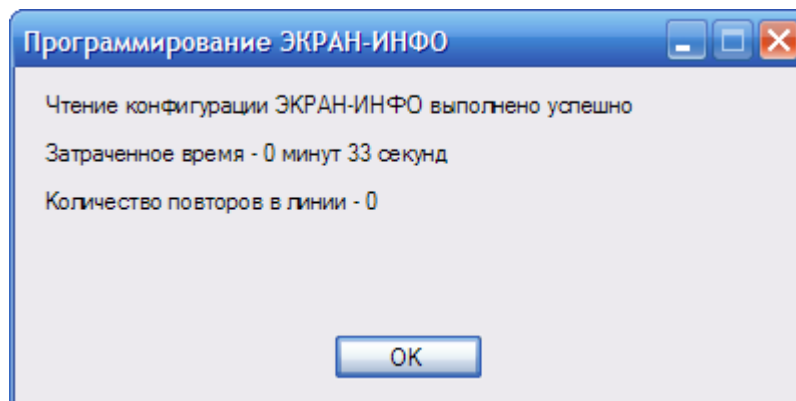 Программирование ЭКРАН-ИНФО
Чтение конфигурации ЭКРАН-ИНФО выполнено успешно
Затраченное время - 0 минут 33 секунд
Количество повторов в линии - 0
OK